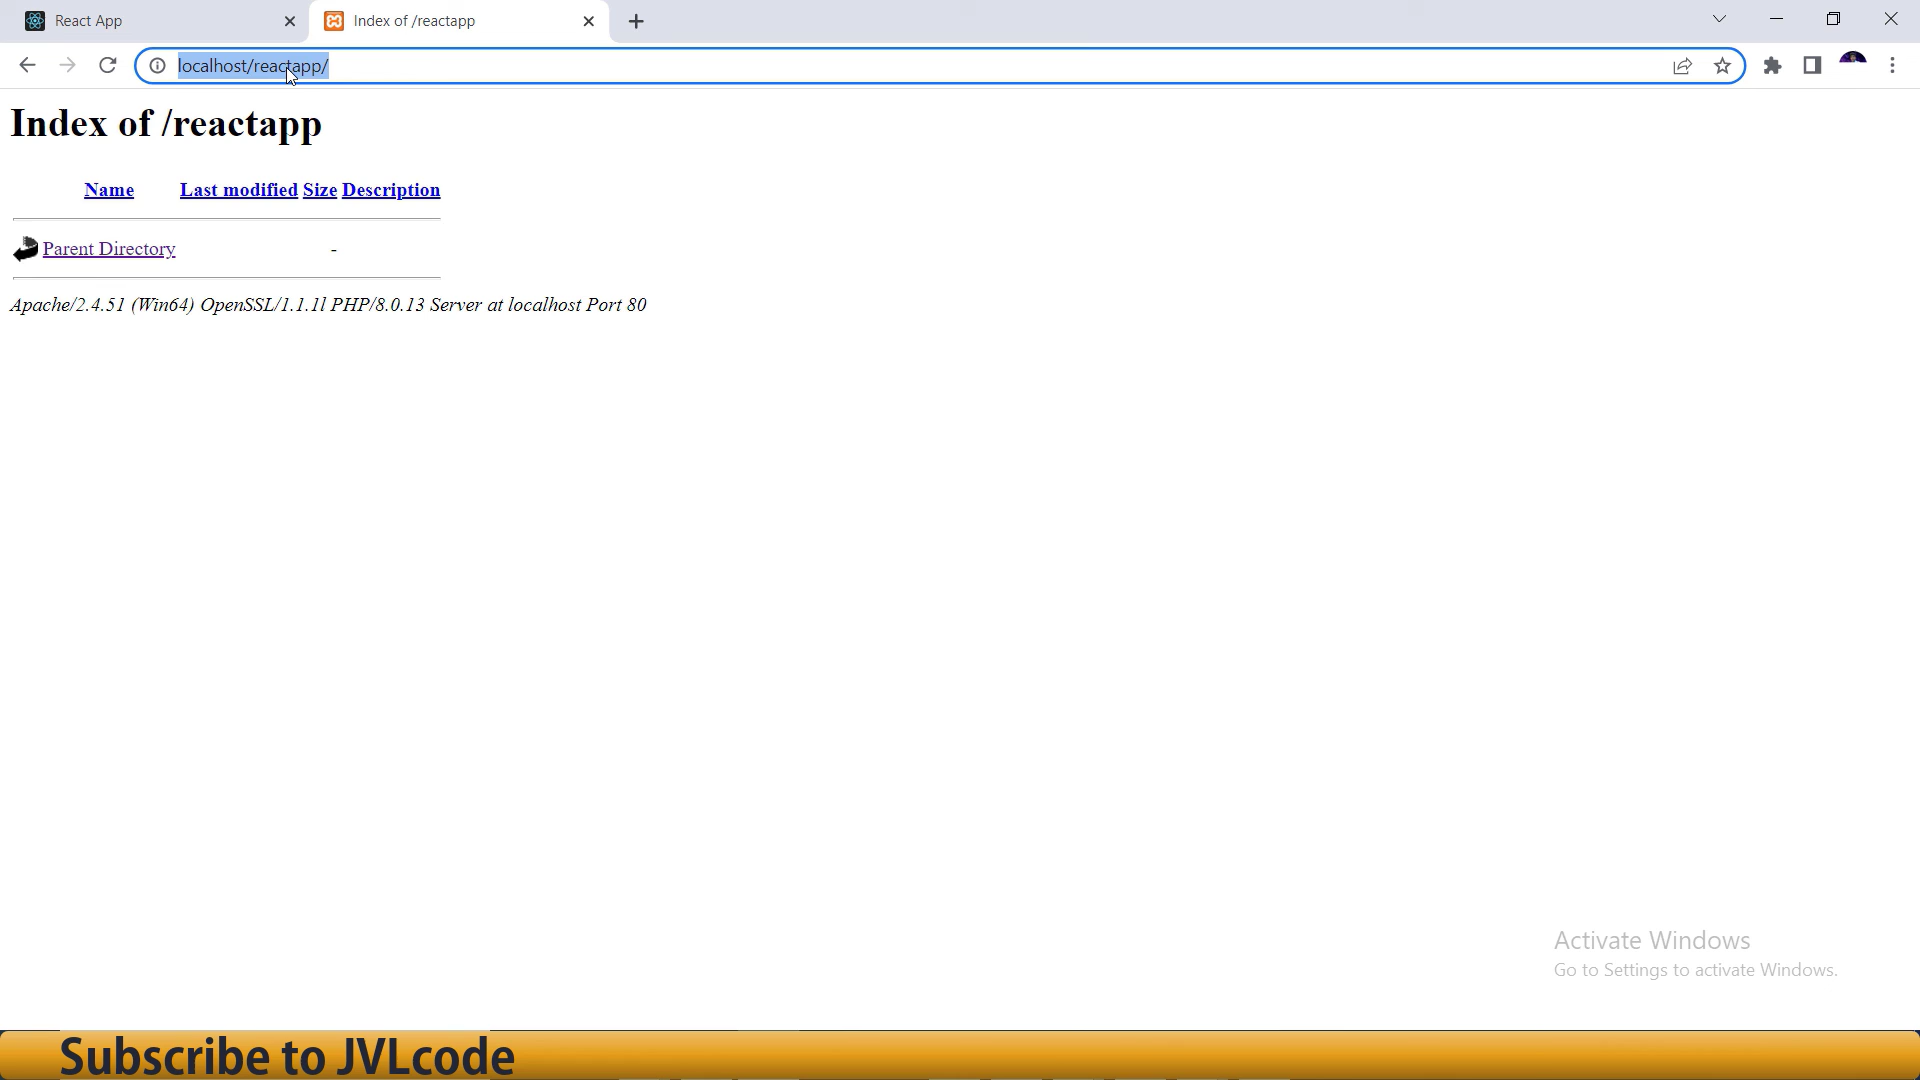 React App
Index of /reactapp
localhost/reactapp/
Index of /reactapp
Name Last modified Size Description
Parent Directory -
Apache/2.4.51 (Win64) OpenSSL/1.1.1l PHP/8.0.13 Server at localhost Port 80
Activate Windows
Go to Settings to activate Windows.
Subscribe to JVLcode